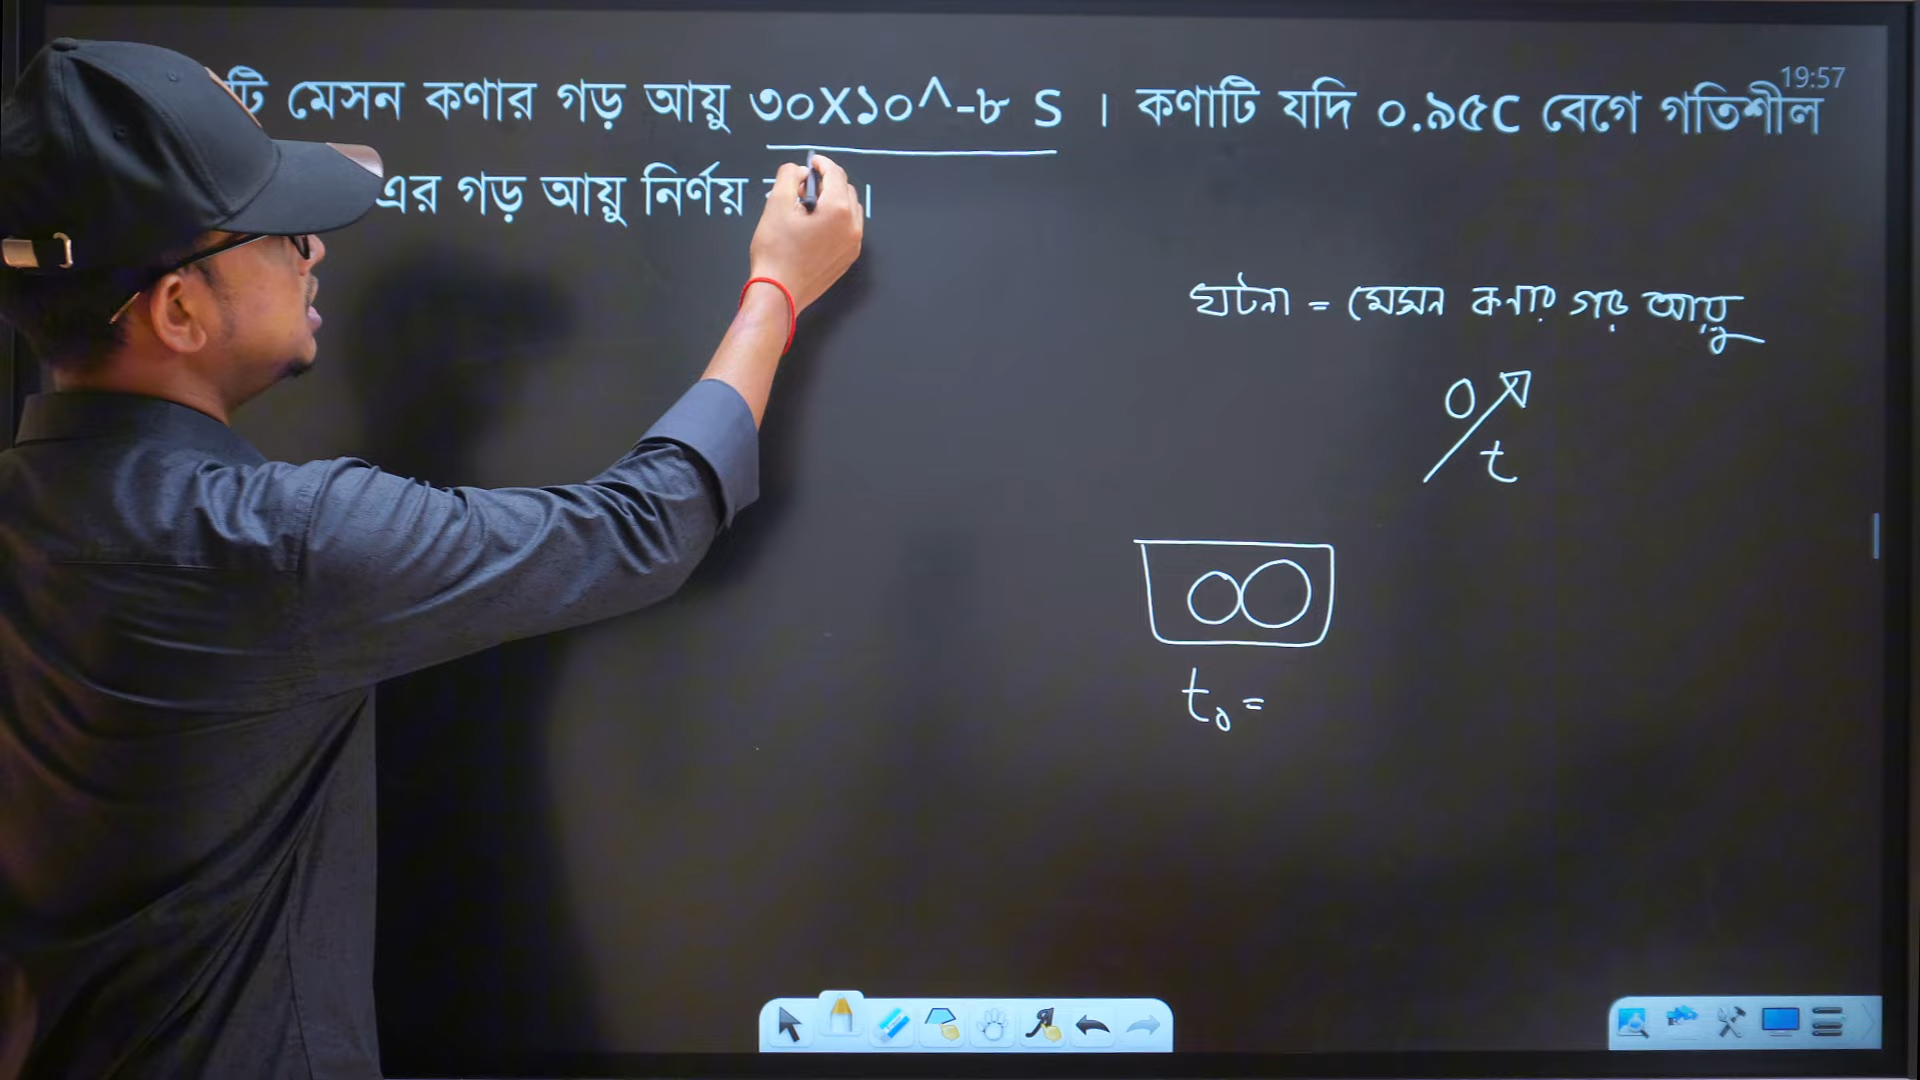 19:57
টি মেসন কণার গড় আয়ু ৩০X১০^-৮ S । কণাটি যদি ০.৯৫C বেগে গতিশীল
এর গড় আয়ু নির্ণয় । 
ঘটনা = মেসন কণার গড় আয়ু
0
t
t₀ =